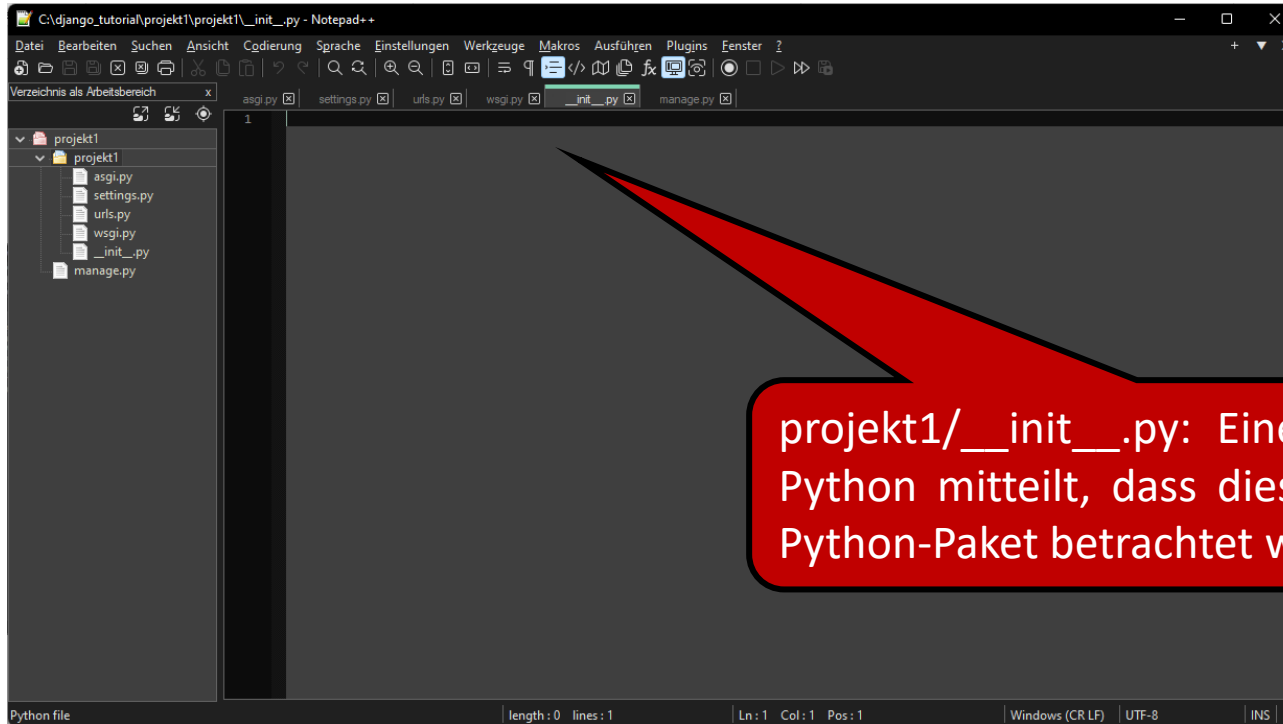 C:\django_tutorial\projekt1\projekt1\__init__.py - Notepad++
Datei Bearbeiten Suchen Ansicht Codierung Sprache Einstellungen Werkzeuge Makros Ausführen Plugins Fenster ?
Verzeichnis als Arbeitsbereich x
asgi.py settings.py urls.py wsgi.py __init__.py manage.py
1
projekt1
projekt1
asgi.py
settings.py
urls.py
wsgi.py
__init__.py
manage.py
projekt1/__init__.py: Eine
Python mitteilt, dass dies
Python-Paket betrachtet w
Python file length : 0 lines : 1 Ln : 1 Col : 1 Pos : 1 Windows (CR LF) UTF-8 INS